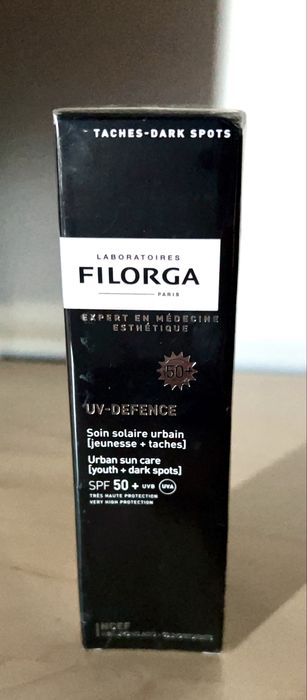 TACHES-DARK SPOTS
LABORATOIRES
FILORGA
PARIS
EXPERT EN MÉDECINE
ESTHÉTIQUE
50+
UV-DEFENCE
Soin solaire urbain
[jeunesse + taches]
Urban sun care
[youth + dark spots]
SPF 50 + UVB UVA
TRÈS HAUTE PROTECTION
VERY HIGH PROTECTION
NCEF